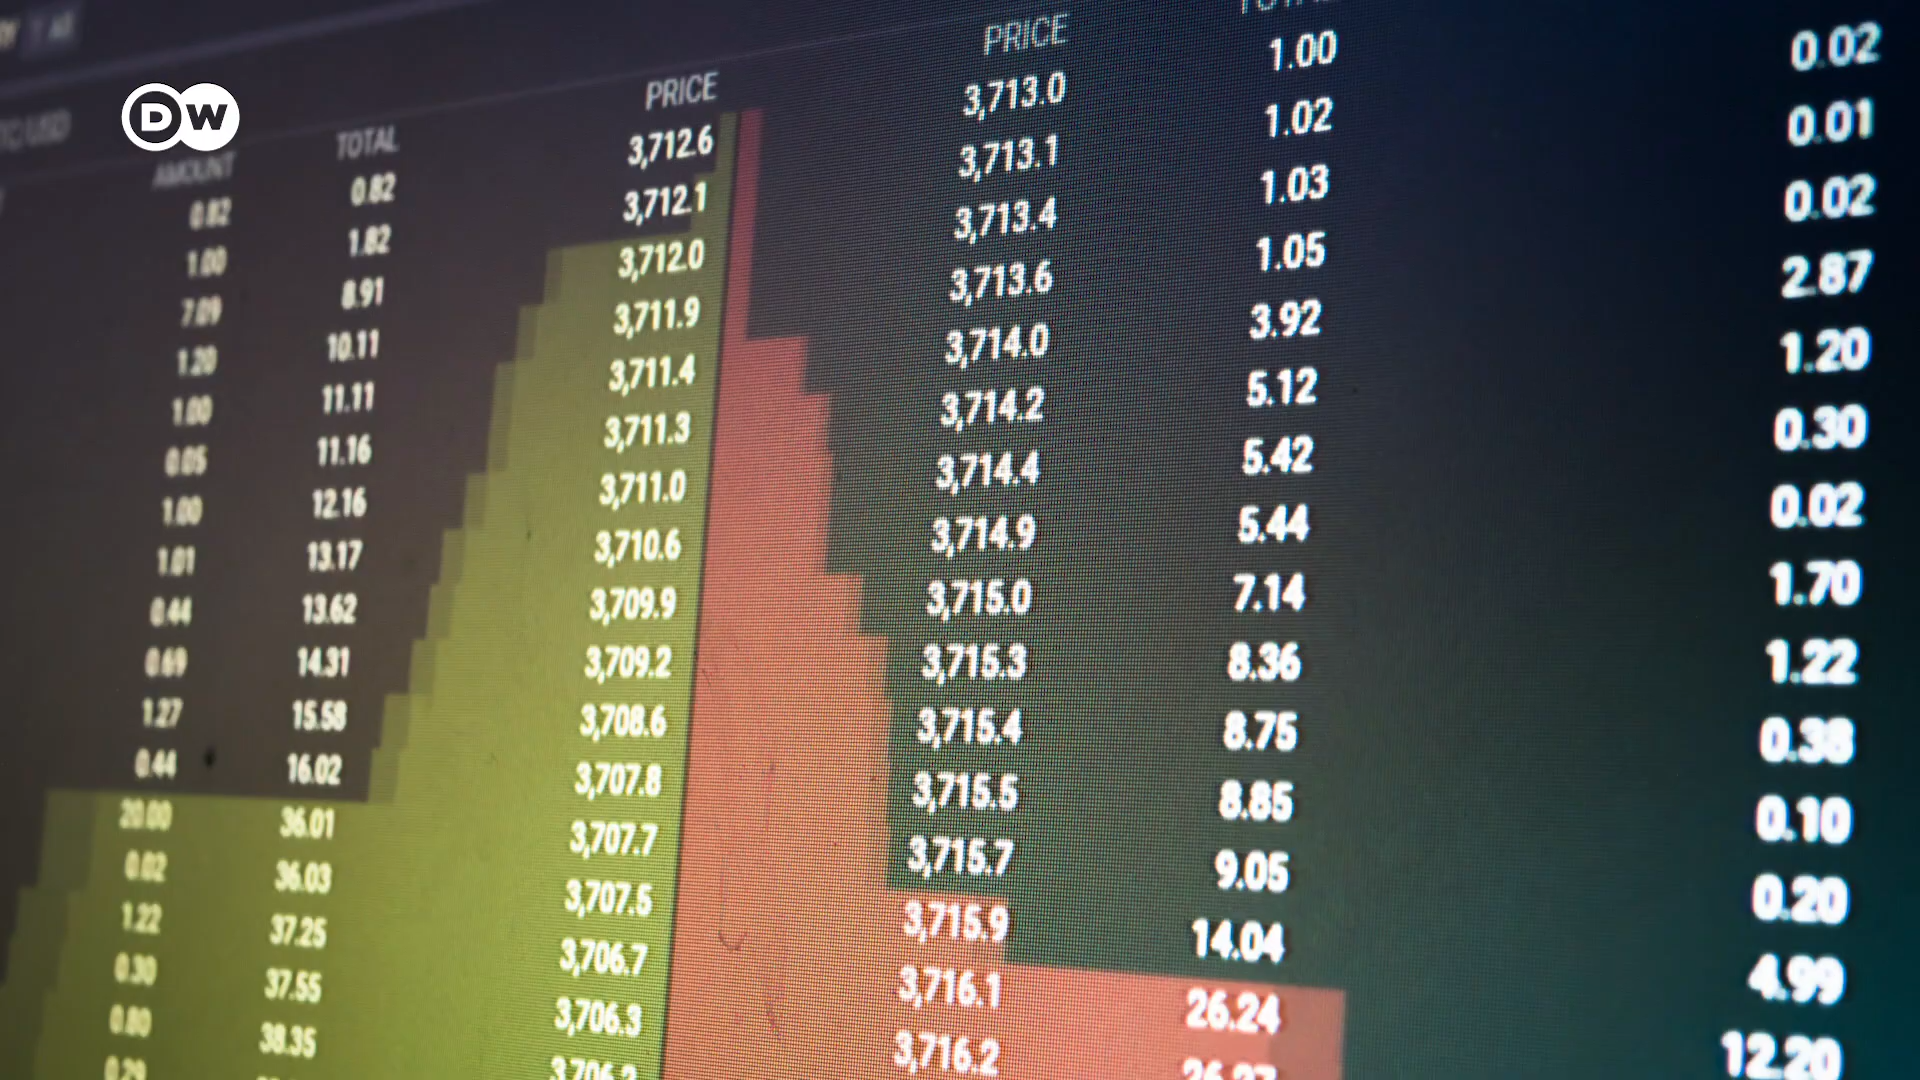 DW
AMOUNT TOTAL PRICE PRICE
0.82 0.82 3,712.6 3,713.0 1.00 0.02
1.00 1.82 3,712.1 3,713.1 1.02 0.01
7.09 8.91 3,712.0 3,713.4 1.03 0.02
1.20 10.11 3,711.9 3,713.6 1.05 2.87
1.00 11.11 3,711.4 3,714.0 3.92 1.20
0.05 11.16 3,711.3 3,714.2 5.12 0.30
1.00 12.16 3,711.0 3,714.4 5.42 0.02
1.01 13.17 3,710.6 3,714.9 5.44 1.70
0.44 13.62 3,709.9 3,715.0 7.14 1.22
0.69 14.31 3,709.2 3,715.3 8.36 0.38
1.27 15.58 3,708.6 3,715.4 8.75 0.10
0.44 16.02 3,707.8 3,715.5 8.85 0.20
20.00 36.01 3,707.7 3,715.7 9.05 4.99
0.02 36.03 3,707.5 3,715.9 14.04 12.20
1.22 37.25 3,706.7 3,716.1 26.24
0.30 37.55 3,706.3 3,716.2
0.80 38.35
0.29